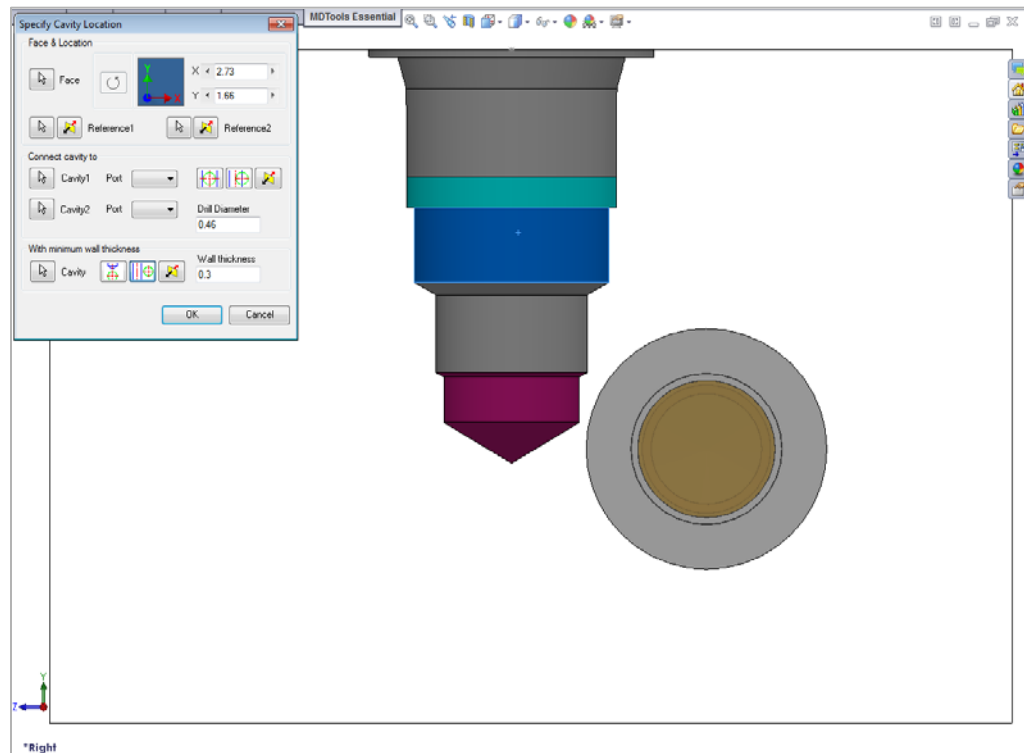 MDTools Essential
Specify Cavity Location
Face & Location
Face
Y
X
X 2.73
Y 1.66
Reference1 Reference2
Connect cavity to
Cavity1 Port
Cavity2 Port Drill Diameter
0.46
With minimum wall thickness
Cavity Wall thickness
0.3
OK Cancel
Y
Z
*Right